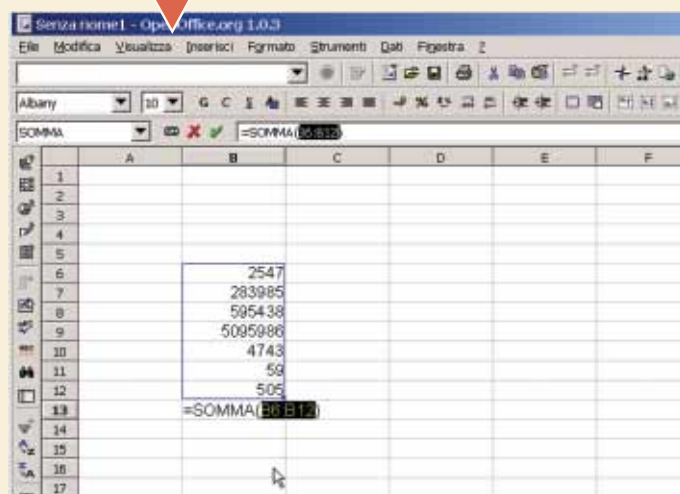 Senza nome1 - OpenOffice.org 1.0.3
File Modifica Visualizza Inserisci Formato Strumenti Dati Finestra ?
Albany 10 G C S A
SOMMA =SOMMA(B6:B12)
A B C D E F
1
2
3
4
5
6 2547
7 283985
8 595438
9 5095986
10 4743
11 59
12 505
13 =SOMMA(B6:B12)
14
15
16
17